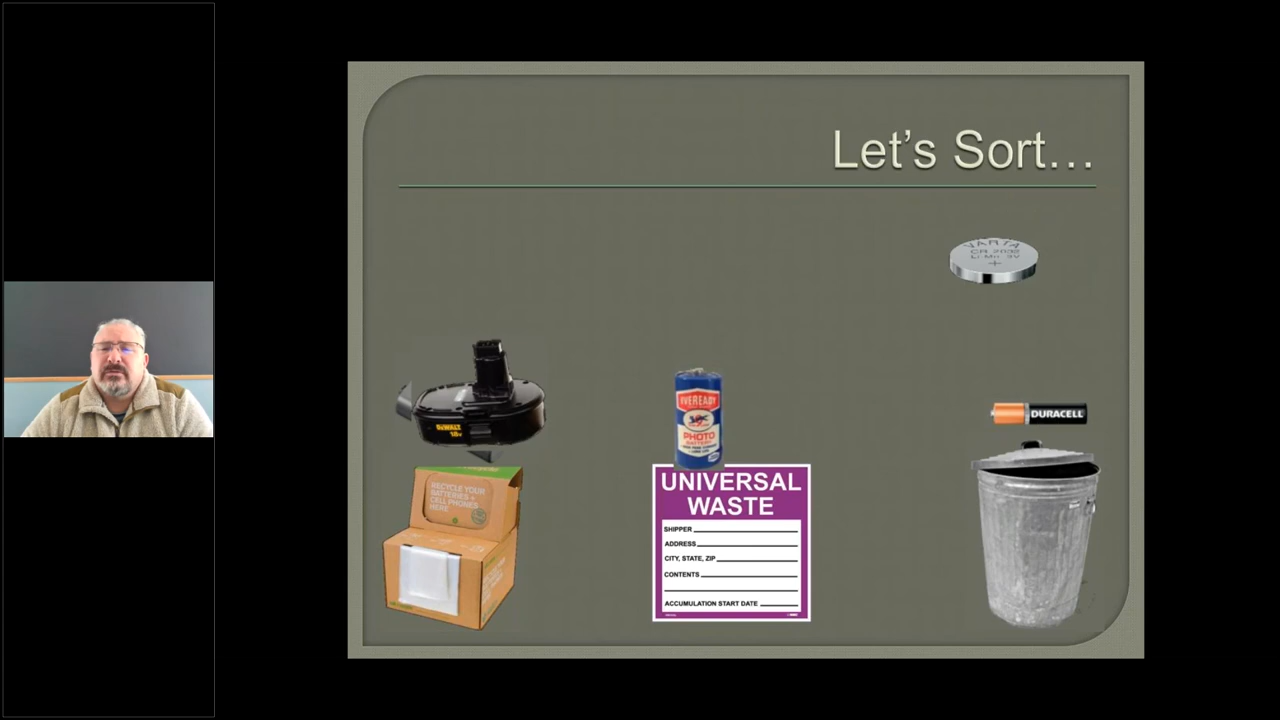 Let's Sort...
VARTA
CR 2032
Li-Mn 3V
+
DEWALT
18v
EVEREADY
PHOTO
BATTERY
DURACELL
RECYCLE YOUR
BATTERIES +
CELL PHONES
HERE
UNIVERSAL
WASTE
SHIPPER
ADDRESS
CITY, STATE, ZIP
CONTENTS
ACCUMULATION START DATE